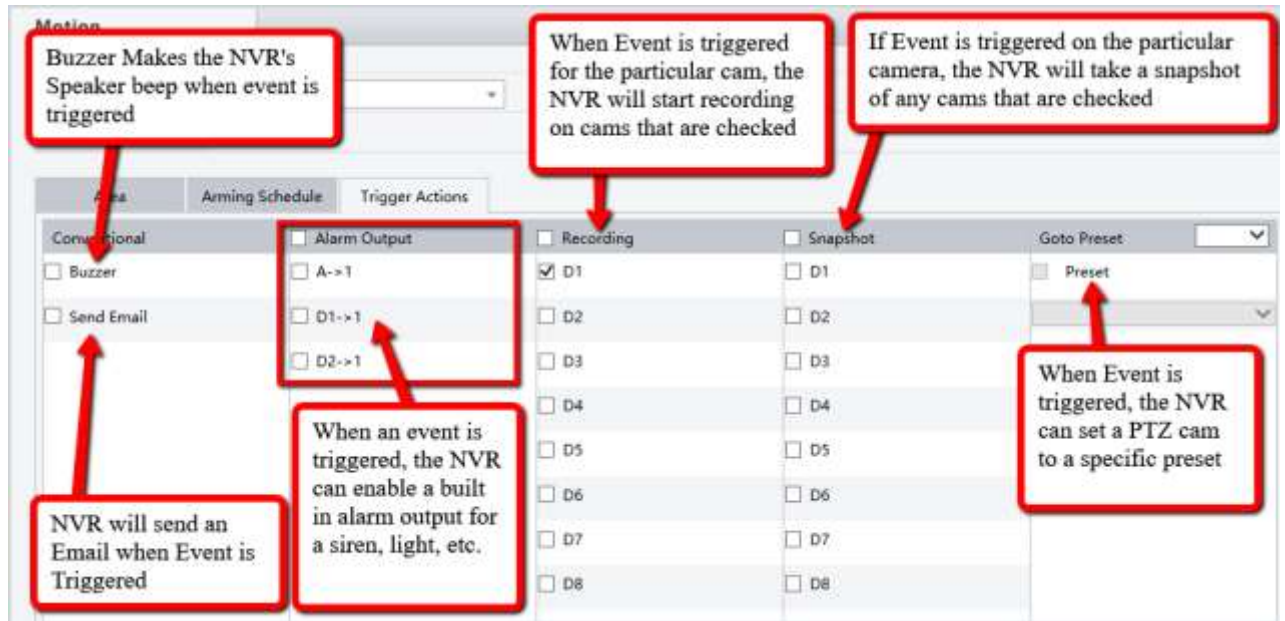 Motion
Buzzer Makes the NVR's
Speaker beep when event is
triggered
When Event is triggered
for the particular cam, the
NVR will start recording
on cams that are checked
If Event is triggered on the particular
camera, the NVR will take a snapshot
of any cams that are checked
Area Arming Schedule Trigger Actions
Conventional Alarm Output Recording Snapshot Goto Preset
Buzzer A->1 D1 D1 Preset
Send Email D1->1 D2 D2
D2->1 D3 D3
D4 D4
D5 D5
D6 D6
D7 D7
D8 D8
When an event is
triggered, the NVR
can enable a built
in alarm output for
a siren, light, etc.
When Event is
triggered, the NVR
can set a PTZ cam
to a specific preset
NVR will send an
Email when Event is
Triggered